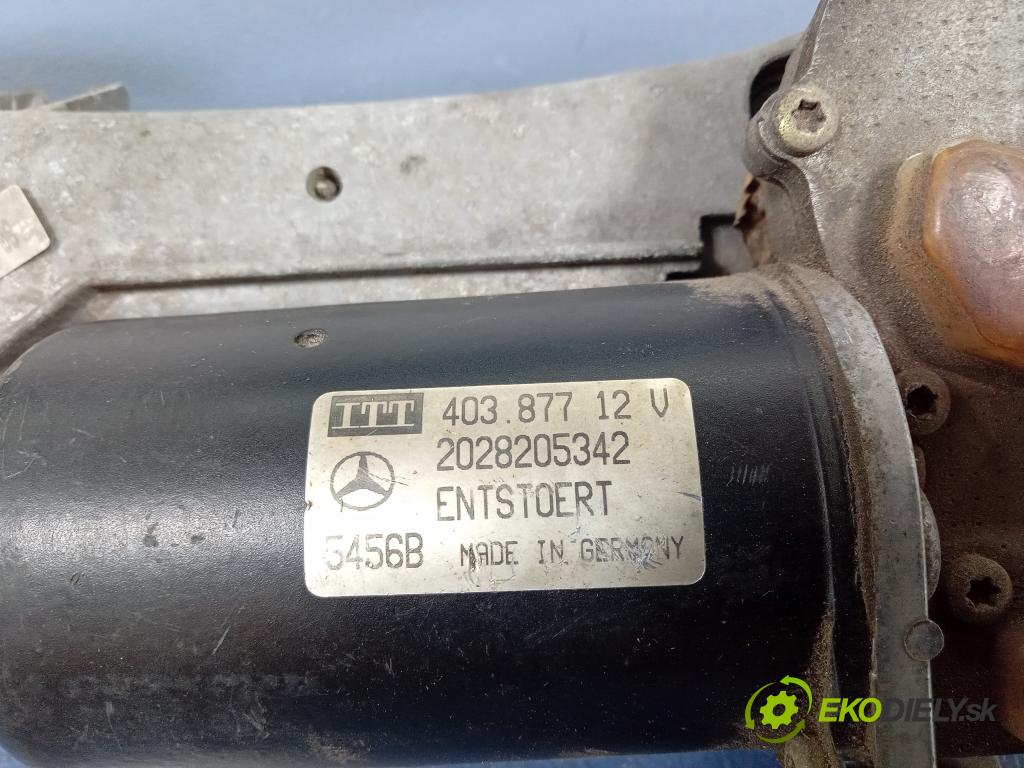 ITT 403.877 12 V
2028205342
ENTSTOERT
5456B MADE IN GERMANY
EKODIELY.sk